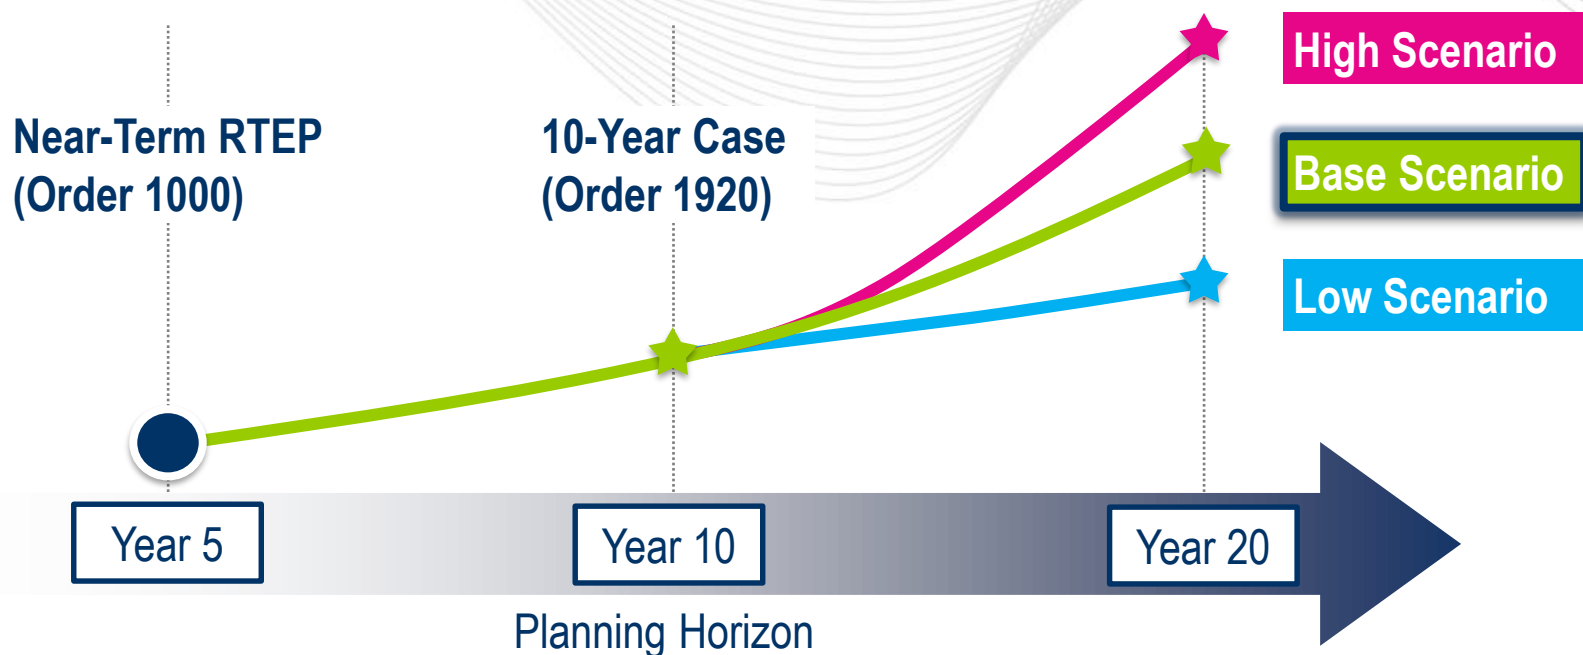 High Scenario
Near-Term RTEP
(Order 1000)
10-Year Case
(Order 1920)
Base Scenario
Low Scenario
Year 5
Year 10
Year 20
Planning Horizon